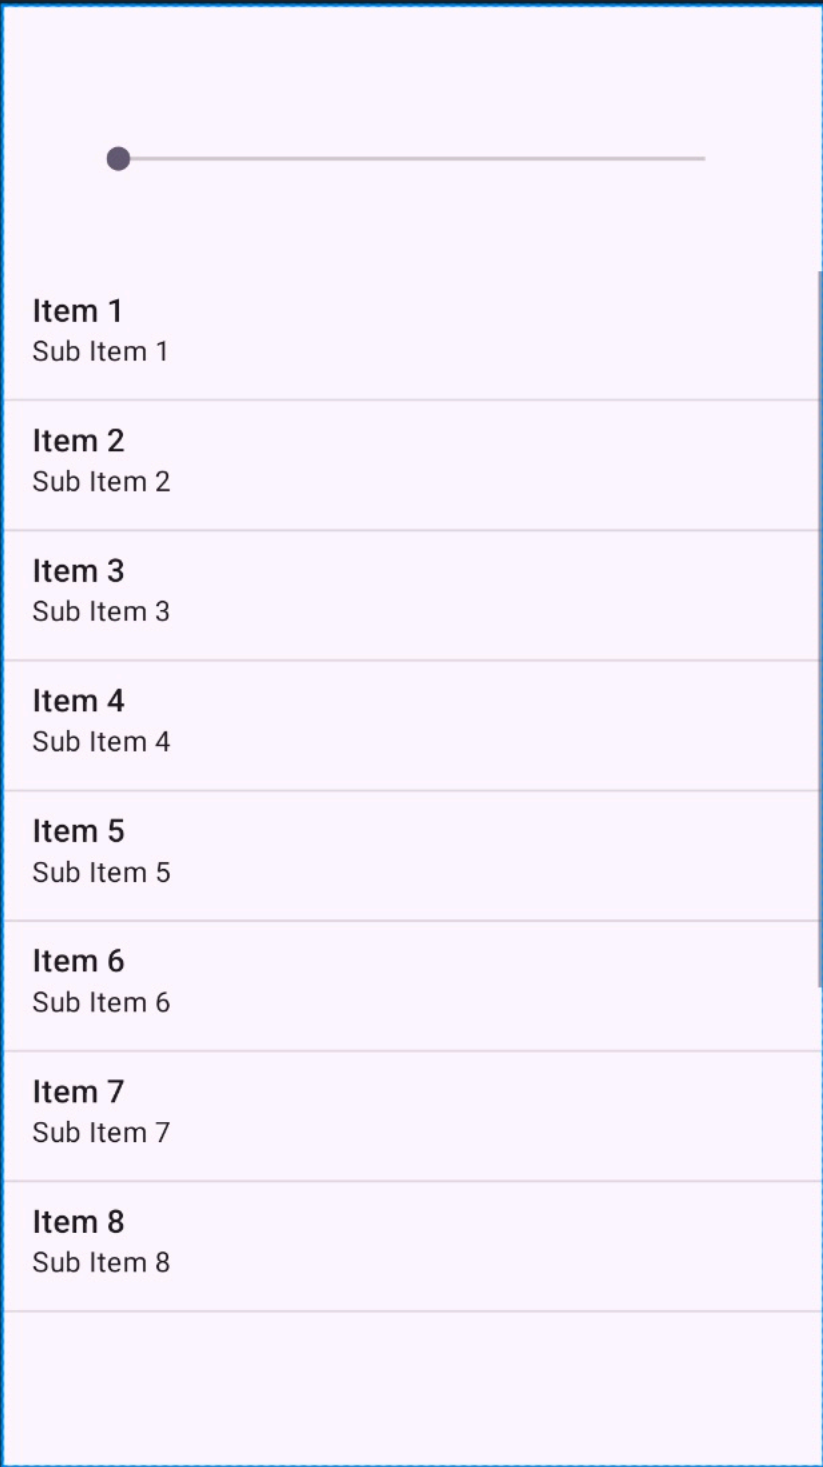 Item 1
Sub Item 1
Item 2
Sub Item 2
Item 3
Sub Item 3
Item 4
Sub Item 4
Item 5
Sub Item 5
Item 6
Sub Item 6
Item 7
Sub Item 7
Item 8
Sub Item 8